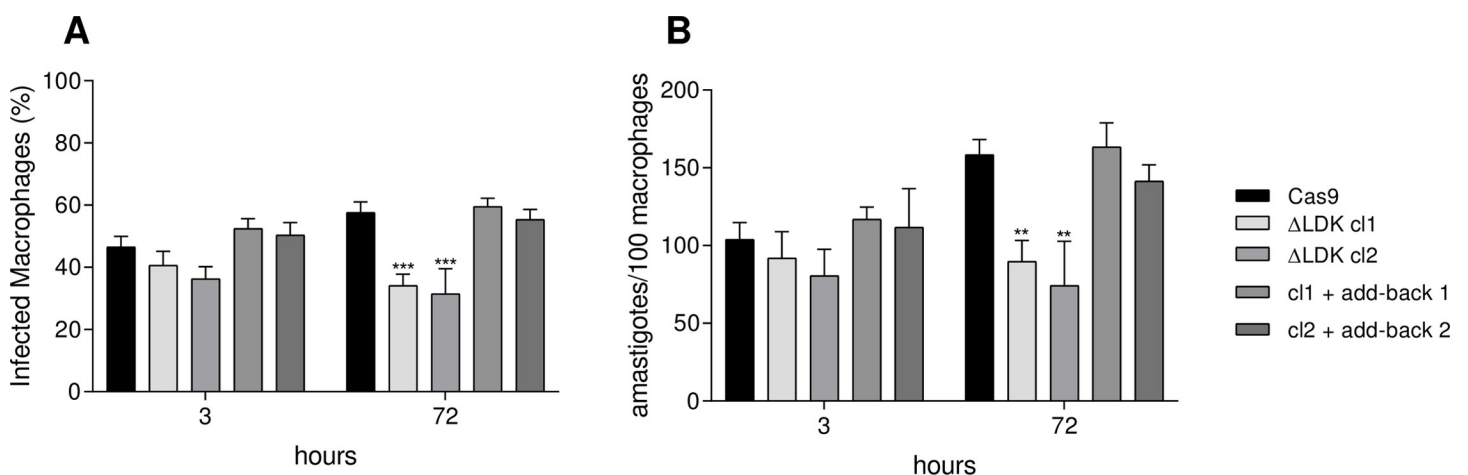 A
Infected Macrophages (%)
100
80
60
40
20
0
***
***
3
72
hours
B
amastigotes/100 macrophages
200
150
100
50
0
**
**
3
72
hours
Cas9
ΔLDK cl1
ΔLDK cl2
cl1 + add-back 1
cl2 + add-back 2